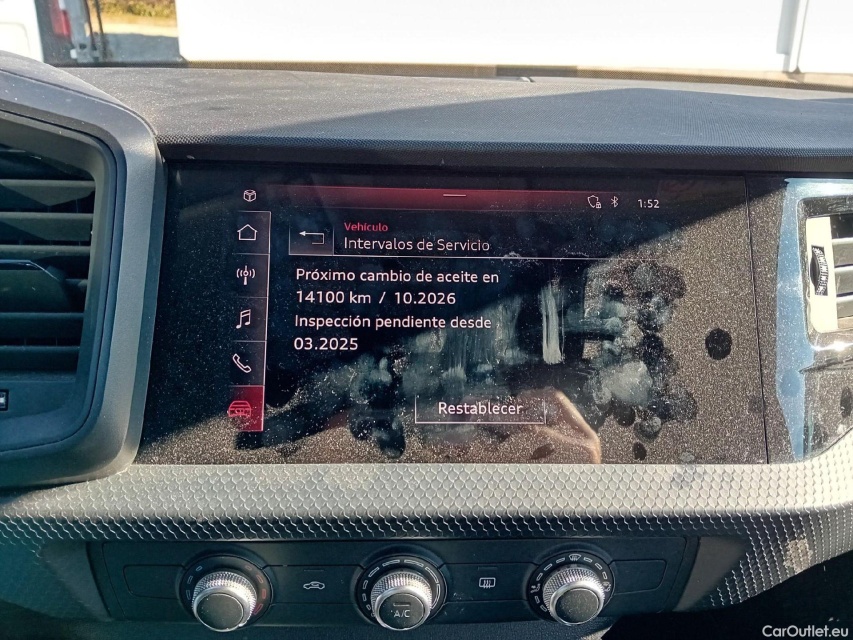 1:52
Vehículo
Intervalos de Servicio
Próximo cambio de aceite en
14100 km / 10.2026
Inspección pendiente desde
03.2025
Restablecer
A/C
CarOutlet.eu